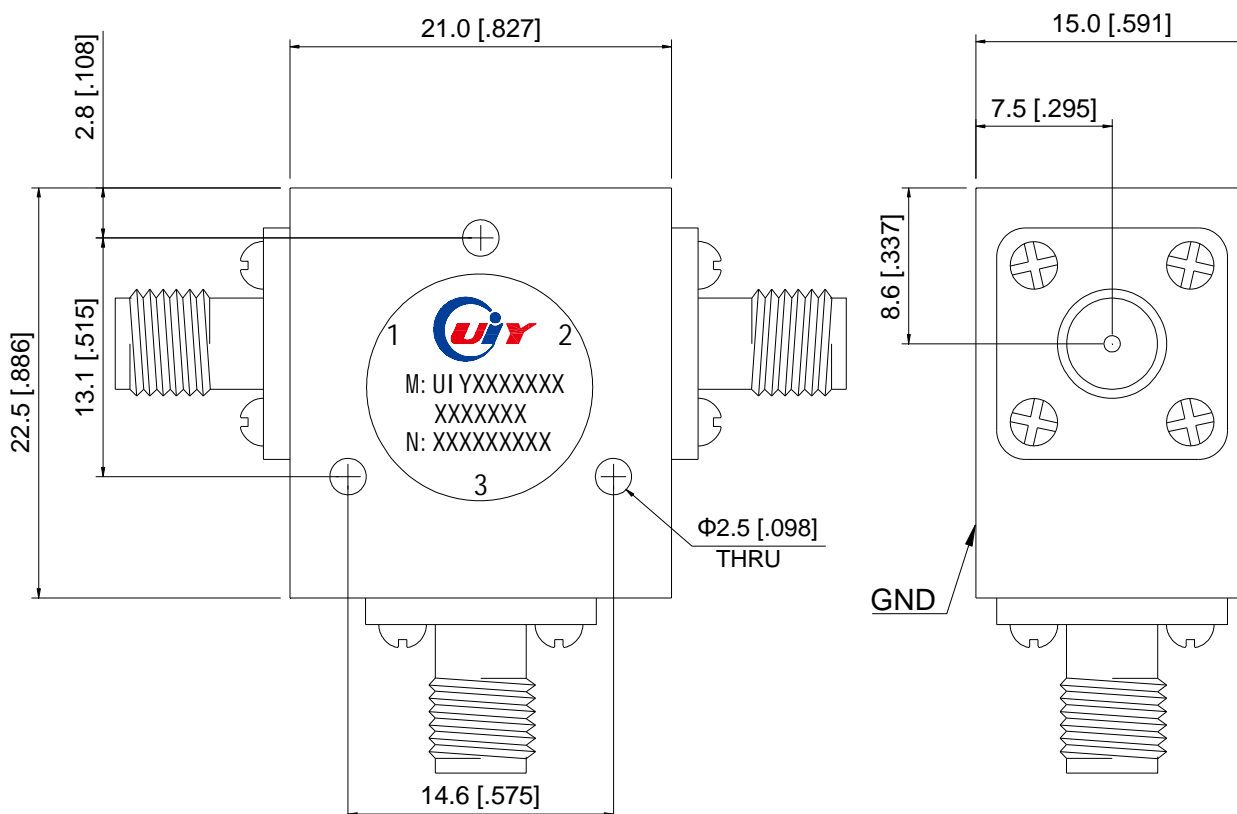 21.0 [.827]
15.0 [.591]
2.8 [.108]
7.5 [.295]
8.6 [.337]
22.5 [.886]
13.1 [.515]
1
UiY
2
M: UIYXXXXXXX
XXXXXXX
N: XXXXXXXXX
3
Φ2.5 [.098]
THRU
GND
14.6 [.575]